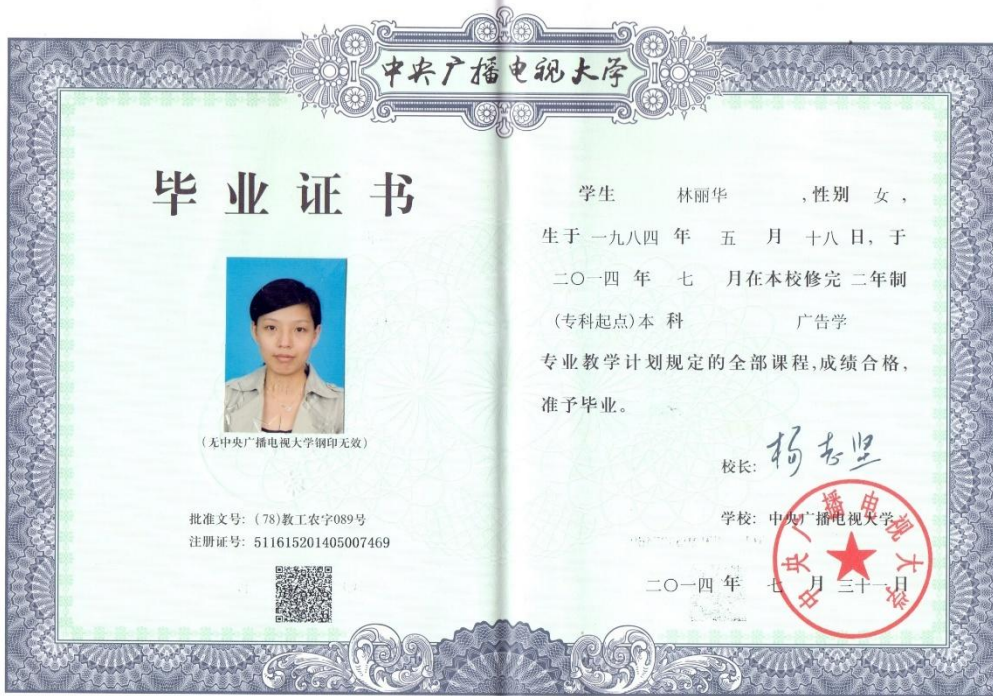 中央广播电视大学
毕业证书
(无中央广播电视大学钢印无效)
批准文号: (78)教工农字089号
注册证号: 511615201405007469
学生 林丽华 ,性别 女,
生于 一九八四 年 五 月 十八 日, 于
二〇一四 年 七 月在本校修完 二年制
(专科起点)本 科 广告学
专业教学计划规定的全部课程,成绩合格,
准予毕业。
校长: 杨志坚
学校: 中央广播电视大学
二〇一四 年 七 月 三十一 日
中央广播电视大学